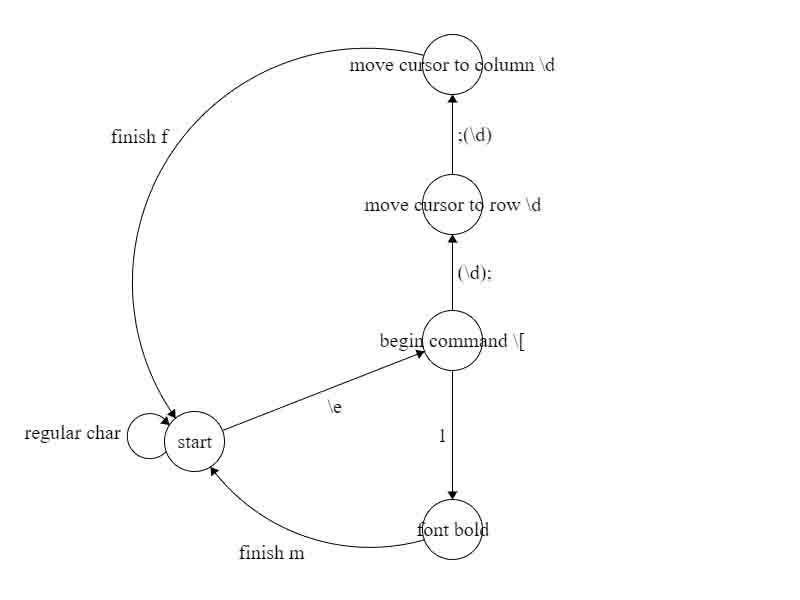 move cursor to column \d
finish f
;(\d)
move cursor to row \d
(\d);
begin command \[
\e
regular char
start
1
font bold
finish m